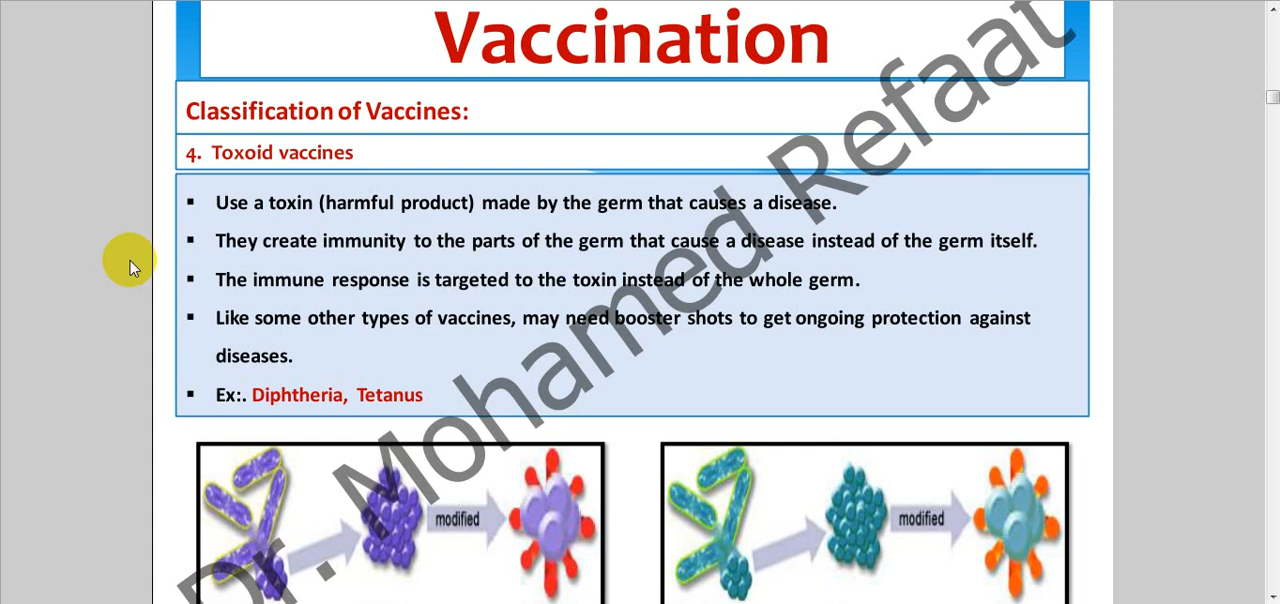 Vaccination
Classification of Vaccines:
4. Toxoid vaccines
▪ Use a toxin (harmful product) made by the germ that causes a disease.
▪ They create immunity to the parts of the germ that cause a disease instead of the germ itself.
▪ The immune response is targeted to the toxin instead of the whole germ.
▪ Like some other types of vaccines, may need booster shots to get ongoing protection against
diseases.
▪ Ex:. Diphtheria, Tetanus
modified
modified
Dr. Mohamed Refaat